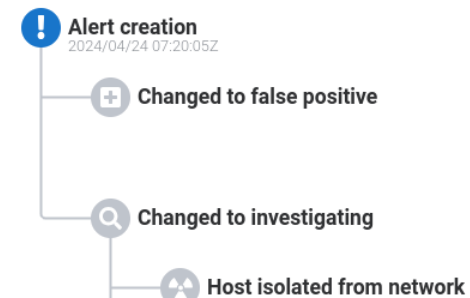 Alert creation
2024/04/24 07:20:05Z
Changed to false positive
Changed to investigating
Host isolated from network